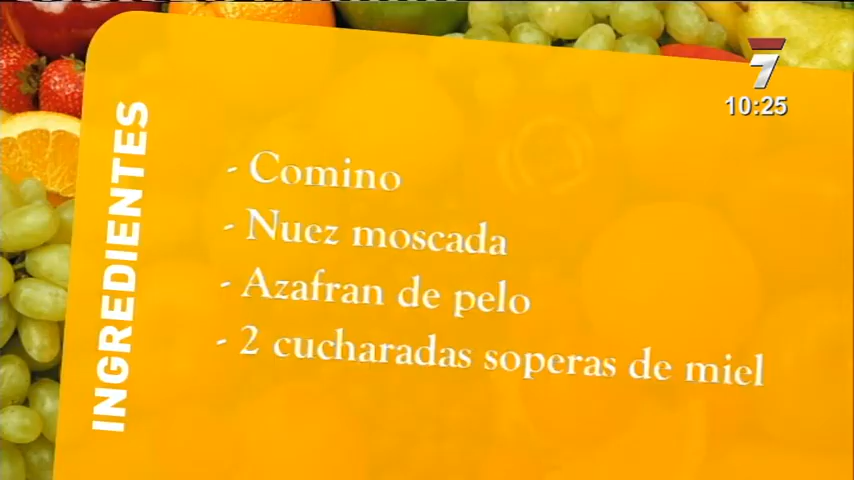 7
10:25
INGREDIENTES
- Comino
- Nuez moscada
- Azafran de pelo
- 2 cucharadas soperas de miel